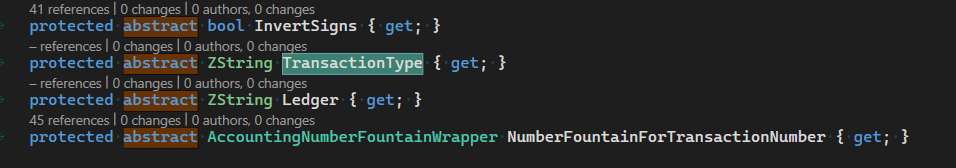 41 references | 0 changes | 0 authors, 0 changes
protected abstract bool InvertSigns { get; }
– references | 0 changes | 0 authors, 0 changes
protected abstract ZString TransactionType { get; }
– references | 0 changes | 0 authors, 0 changes
protected abstract ZString Ledger { get; }
45 references | 0 changes | 0 authors, 0 changes
protected abstract AccountingNumberFountainWrapper NumberFountainForTransactionNumber { get; }